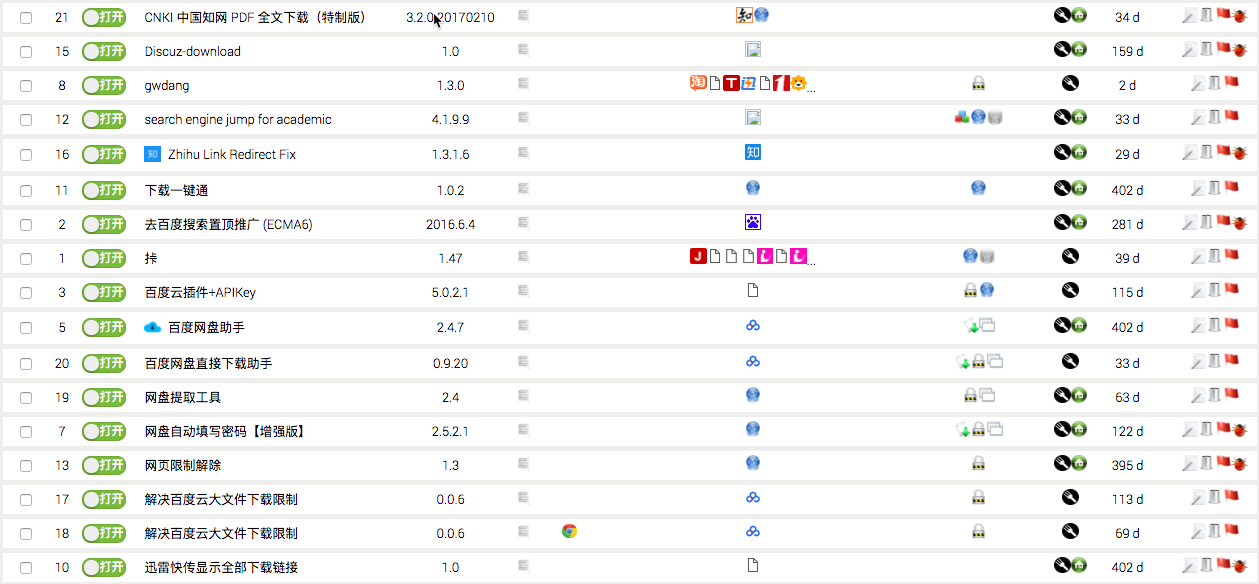 21 打开 CNKI 中国知网 PDF 全文下载（特制版） 3.2.0.20170210 知 34 d
15 打开 Discuz-download 1.0 159 d
8 打开 gwdang 1.3.0 淘 T 1 ... 2 d
12 打开 search engine jump for academic 4.1.9.9 33 d
16 打开 知 Zhihu Link Redirect Fix 1.3.1.6 知 29 d
11 打开 下载一键通 1.0.2 402 d
2 打开 去百度搜索置顶推广 (ECMA6) 2016.6.4 281 d
1 打开 挊 1.47 J i i ... 39 d
3 打开 百度云插件+APIKey 5.0.2.1 115 d
5 打开 百度网盘助手 2.4.7 402 d
20 打开 百度网盘直接下载助手 0.9.20 33 d
19 打开 网盘提取工具 2.4 63 d
7 打开 网盘自动填写密码【增强版】 2.5.2.1 122 d
13 打开 网页限制解除 1.3 395 d
17 打开 解决百度云大文件下载限制 0.0.6 113 d
18 打开 解决百度云大文件下载限制 0.0.6 69 d
10 打开 迅雷快传显示全部下载链接 1.0 402 d